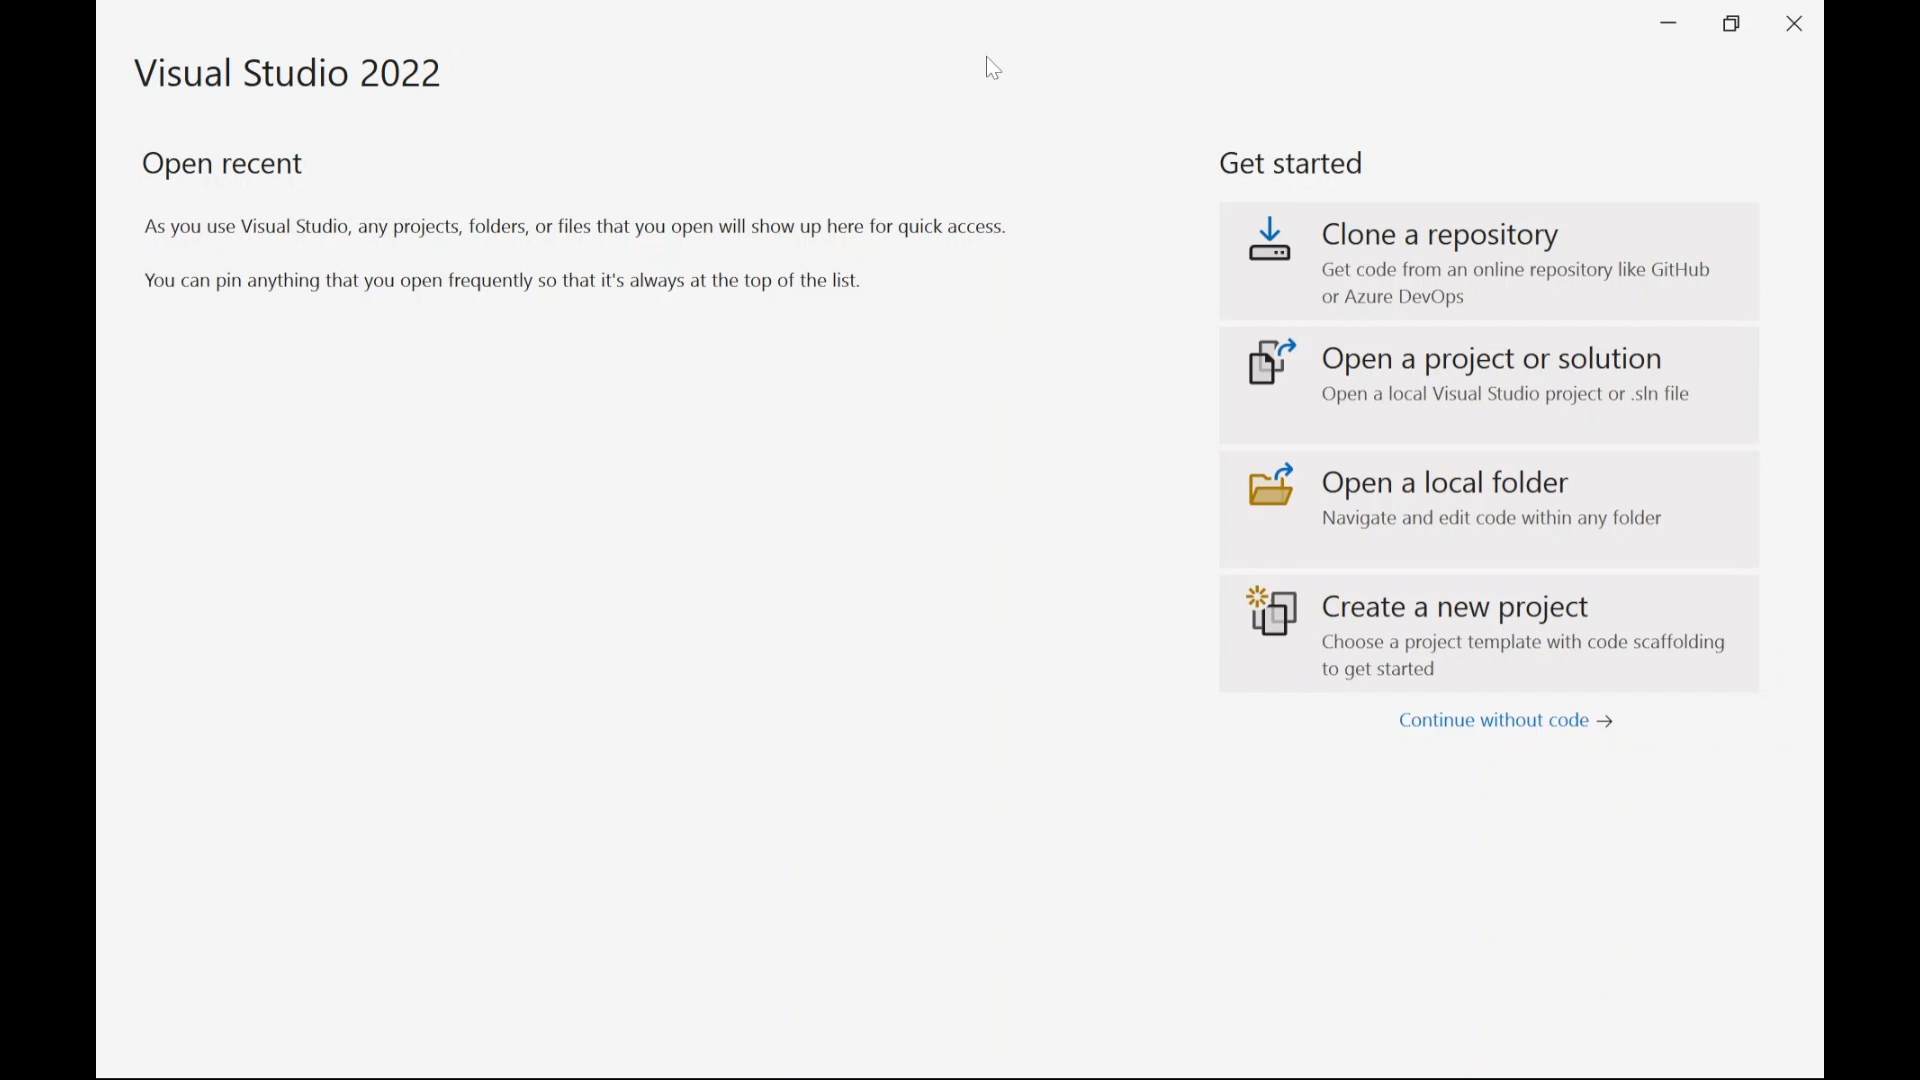 Visual Studio 2022
Open recent
As you use Visual Studio, any projects, folders, or files that you open will show up here for quick access.
You can pin anything that you open frequently so that it's always at the top of the list.
Get started
Clone a repository
Get code from an online repository like GitHub
or Azure DevOps
Open a project or solution
Open a local Visual Studio project or .sln file
Open a local folder
Navigate and edit code within any folder
Create a new project
Choose a project template with code scaffolding
to get started
Continue without code →